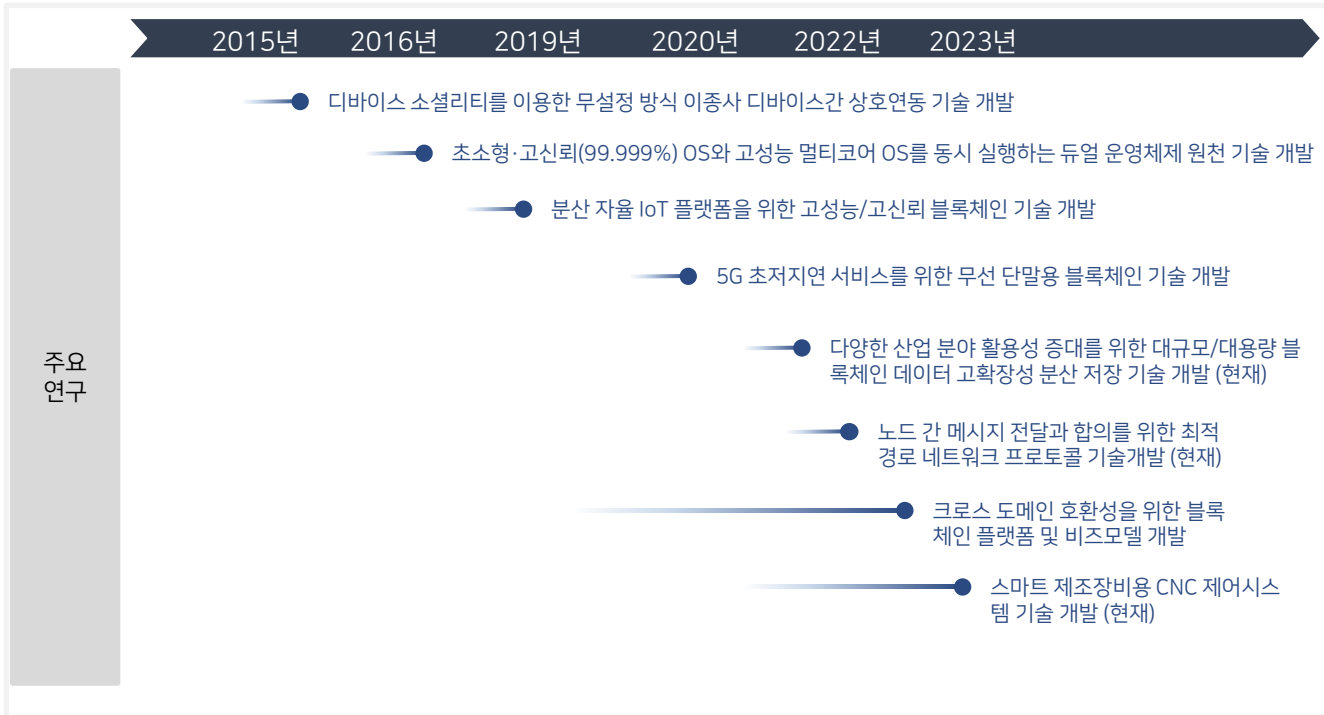 2015년 2016년 2019년 2020년 2022년 2023년
주요
연구
디바이스 소셜리티를 이용한 무설정 방식 이종사 디바이스간 상호연동 기술 개발
초소형·고신뢰(99.999%) OS와 고성능 멀티코어 OS를 동시 실행하는 듀얼 운영체제 원천 기술 개발
분산 자율 IoT 플랫폼을 위한 고성능/고신뢰 블록체인 기술 개발
5G 초저지연 서비스를 위한 무선 단말용 블록체인 기술 개발
다양한 산업 분야 활용성 증대를 위한 대규모/대용량 블
록체인 데이터 고확장성 분산 저장 기술 개발 (현재)
노드 간 메시지 전달과 합의를 위한 최적
경로 네트워크 프로토콜 기술개발 (현재)
크로스 도메인 호환성을 위한 블록
체인 플랫폼 및 비즈모델 개발
스마트 제조장비용 CNC 제어시스
템 기술 개발 (현재)